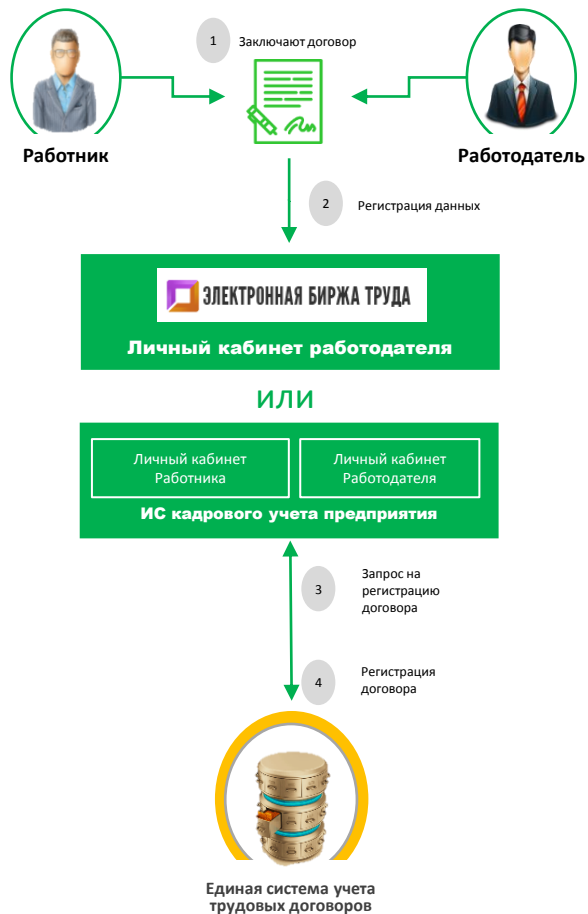 1
Заключают договор
Работник
Работодатель
2
Регистрация данных
ЭЛЕКТРОННАЯ БИРЖА ТРУДА
Личный кабинет работодателя
ИЛИ
Личный кабинет
Работника
Личный кабинет
Работодателя
ИС кадрового учета предприятия
3
Запрос на
регистрацию
договора
4
Регистрация
договора
Единая система учета
трудовых договоров